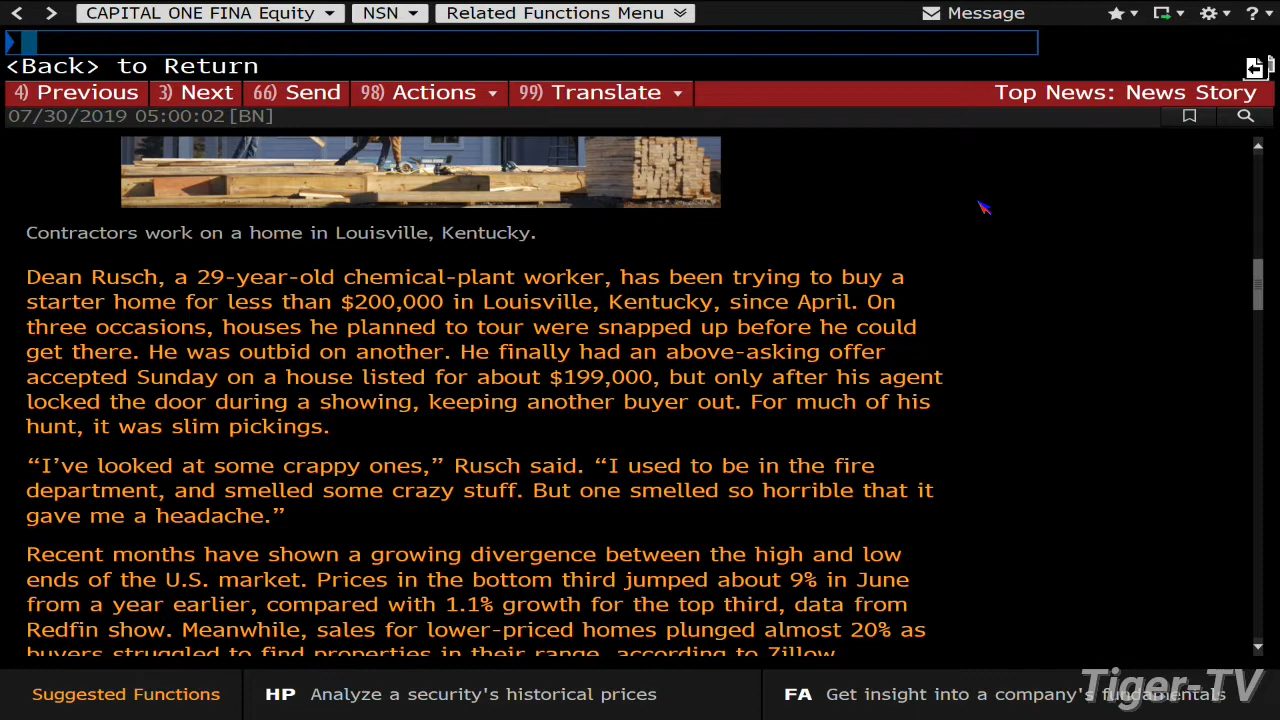 CAPITAL ONE FINA Equity NSN Related Functions Menu Message ?
<Back> to Return
4) Previous 3) Next 66) Send 98) Actions 99) Translate Top News: News Story
07/30/2019 05:00:02[BN]
Contractors work on a home in Louisville, Kentucky.
Dean Rusch, a 29-year-old chemical-plant worker, has been trying to buy a
starter home for less than $200,000 in Louisville, Kentucky, since April. On
three occasions, houses he planned to tour were snapped up before he could
get there. He was outbid on another. He finally had an above-asking offer
accepted Sunday on a house listed for about $199,000, but only after his agent
locked the door during a showing, keeping another buyer out. For much of his
hunt, it was slim pickings.
“I’ve looked at some crappy ones,” Rusch said. “I used to be in the fire
department, and smelled some crazy stuff. But one smelled so horrible that it
gave me a headache.”
Recent months have shown a growing divergence between the high and low
ends of the U.S. market. Prices in the bottom third jumped about 9% in June
from a year earlier, compared with 1.1% growth for the top third, data from
Redfin show. Meanwhile, sales for lower-priced homes plunged almost 20% as
buyers struggled to find properties in their range, according to Zillow.
Suggested Functions HP Analyze a security's historical prices FA Get insight into a company's fundamentals
Tiger-TV